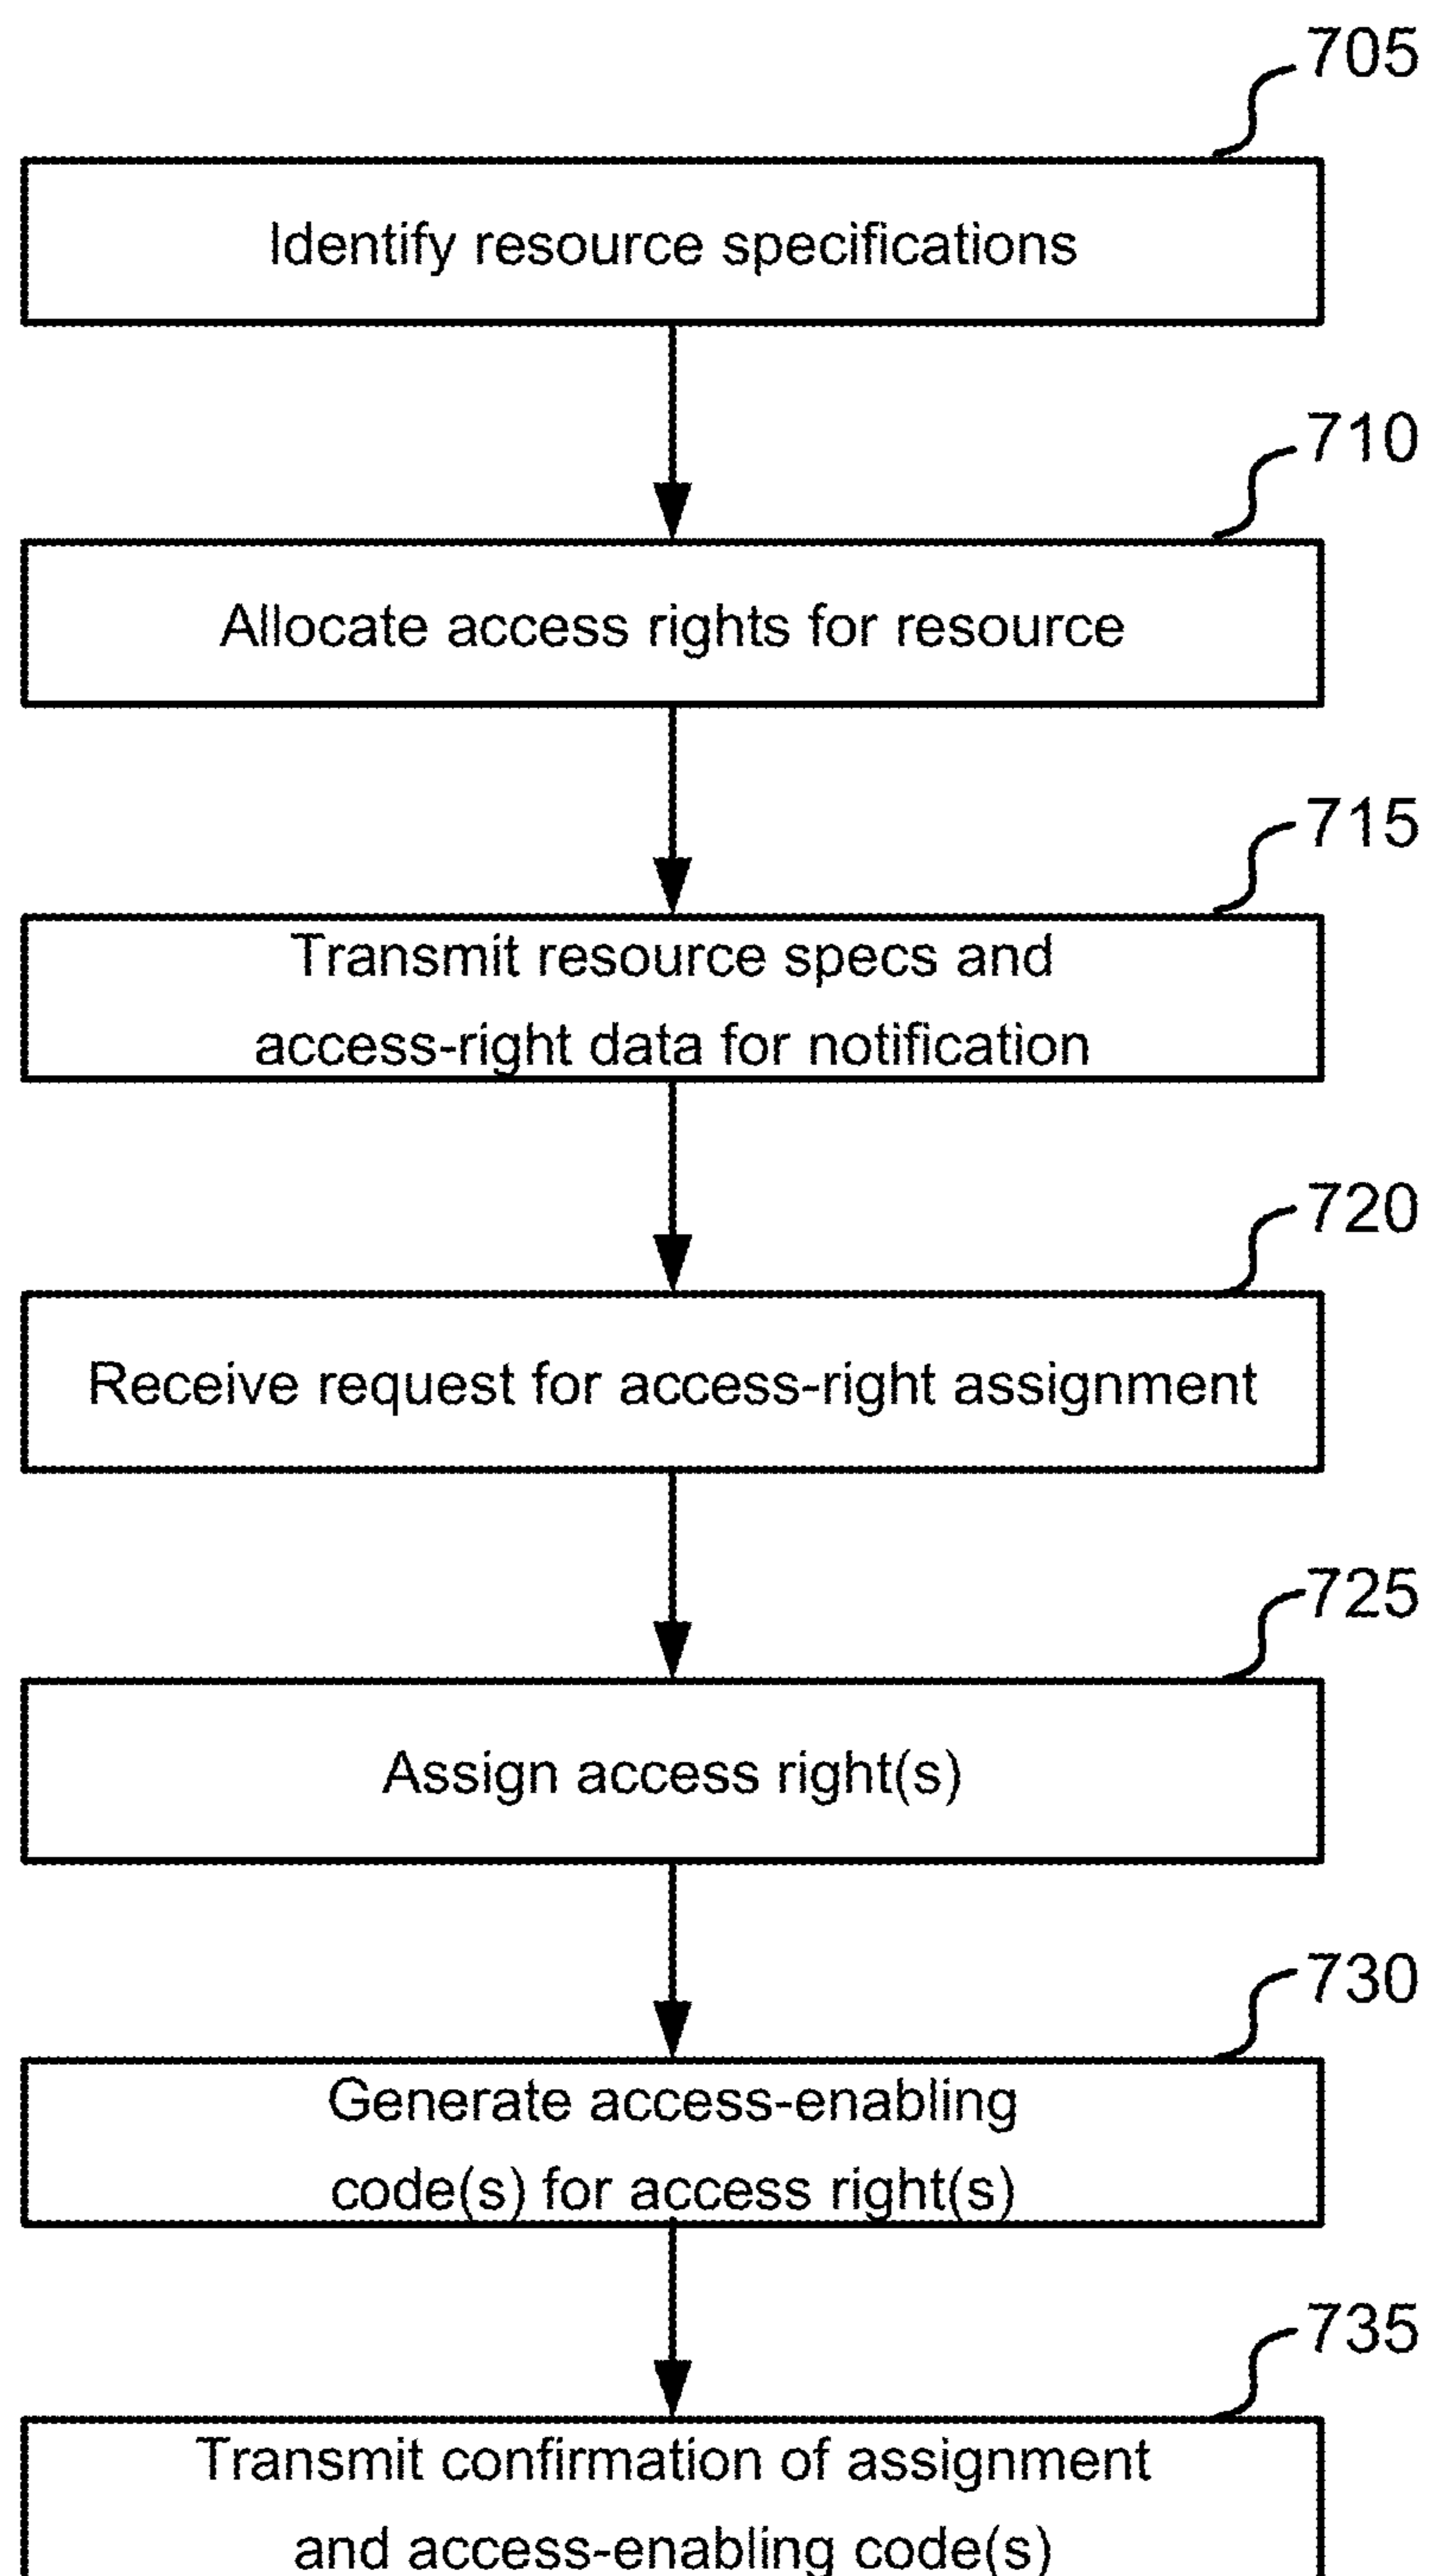 705
Identify resource specifications
710
Allocate access rights for resource
715
Transmit resource specs and
access-right data for notification
720
Receive request for access-right assignment
725
Assign access right(s)
730
Generate access-enabling
code(s) for access right(s)
735
Transmit confirmation of assignment
and access-enabling code(s)